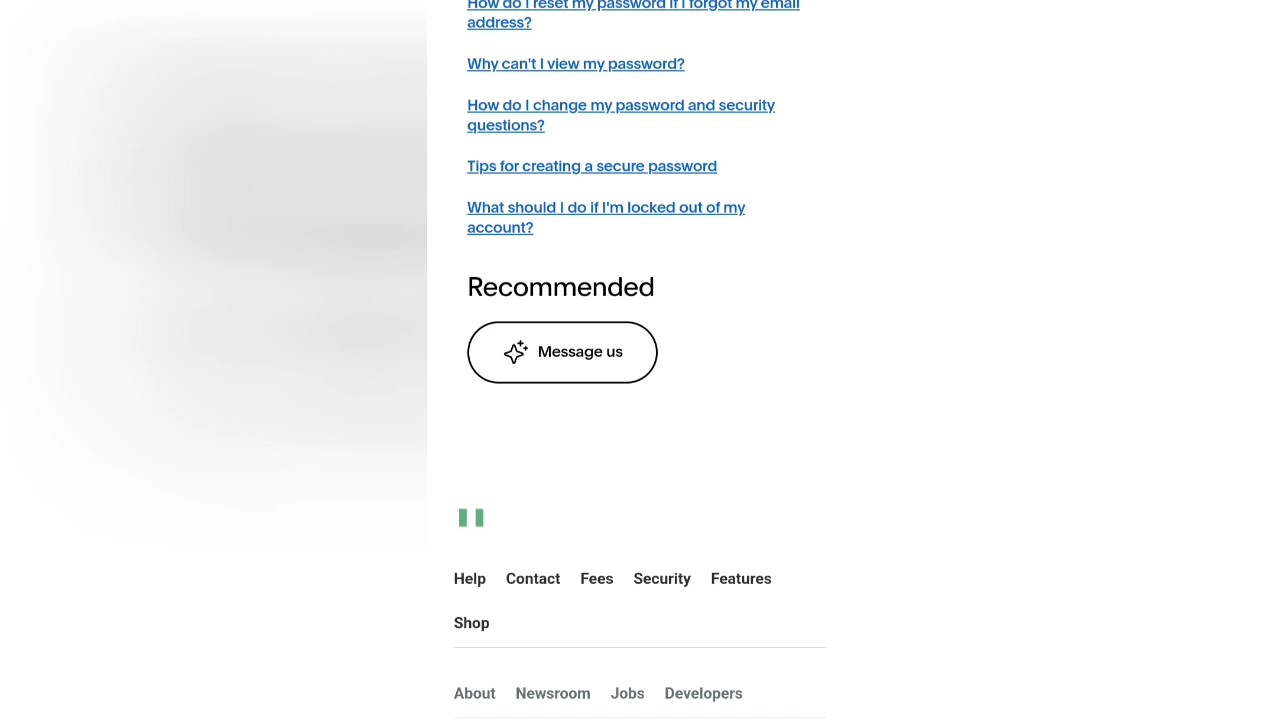 How do I reset my password if I forgot my email
address?
Why can't I view my password?
How do I change my password and security
questions?
Tips for creating a secure password
What should I do if I'm locked out of my
account?
Recommended
Message us
Help Contact Fees Security Features
Shop
About Newsroom Jobs Developers